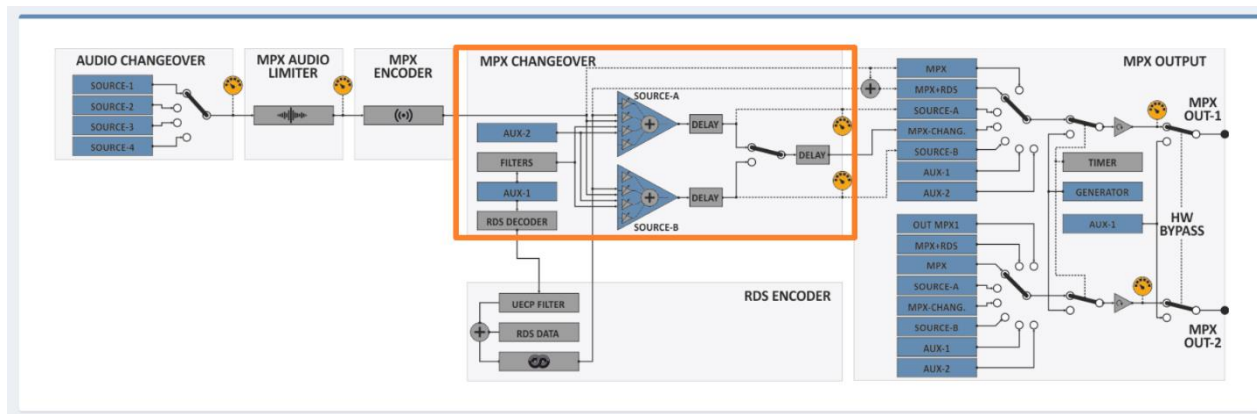 AUDIO CHANGEOVER
SOURCE-1
SOURCE-2
SOURCE-3
SOURCE-4
MPX AUDIO
LIMITER
MPX
ENCODER
MPX CHANGEOVER
AUX-2
FILTERS
AUX-1
RDS DECODER
SOURCE-A
DELAY
DELAY
DELAY
SOURCE-B
RDS ENCODER
UECP FILTER
RDS DATA
MPX OUTPUT
MPX
MPX+RDS
SOURCE-A
MPX-CHANG.
SOURCE-B
AUX-1
AUX-2
OUT MPX1
MPX+RDS
MPX
SOURCE-A
MPX-CHANG.
SOURCE-B
AUX-1
AUX-2
TIMER
GENERATOR
AUX-1
MPX
OUT-1
HW
BYPASS
MPX
OUT-2